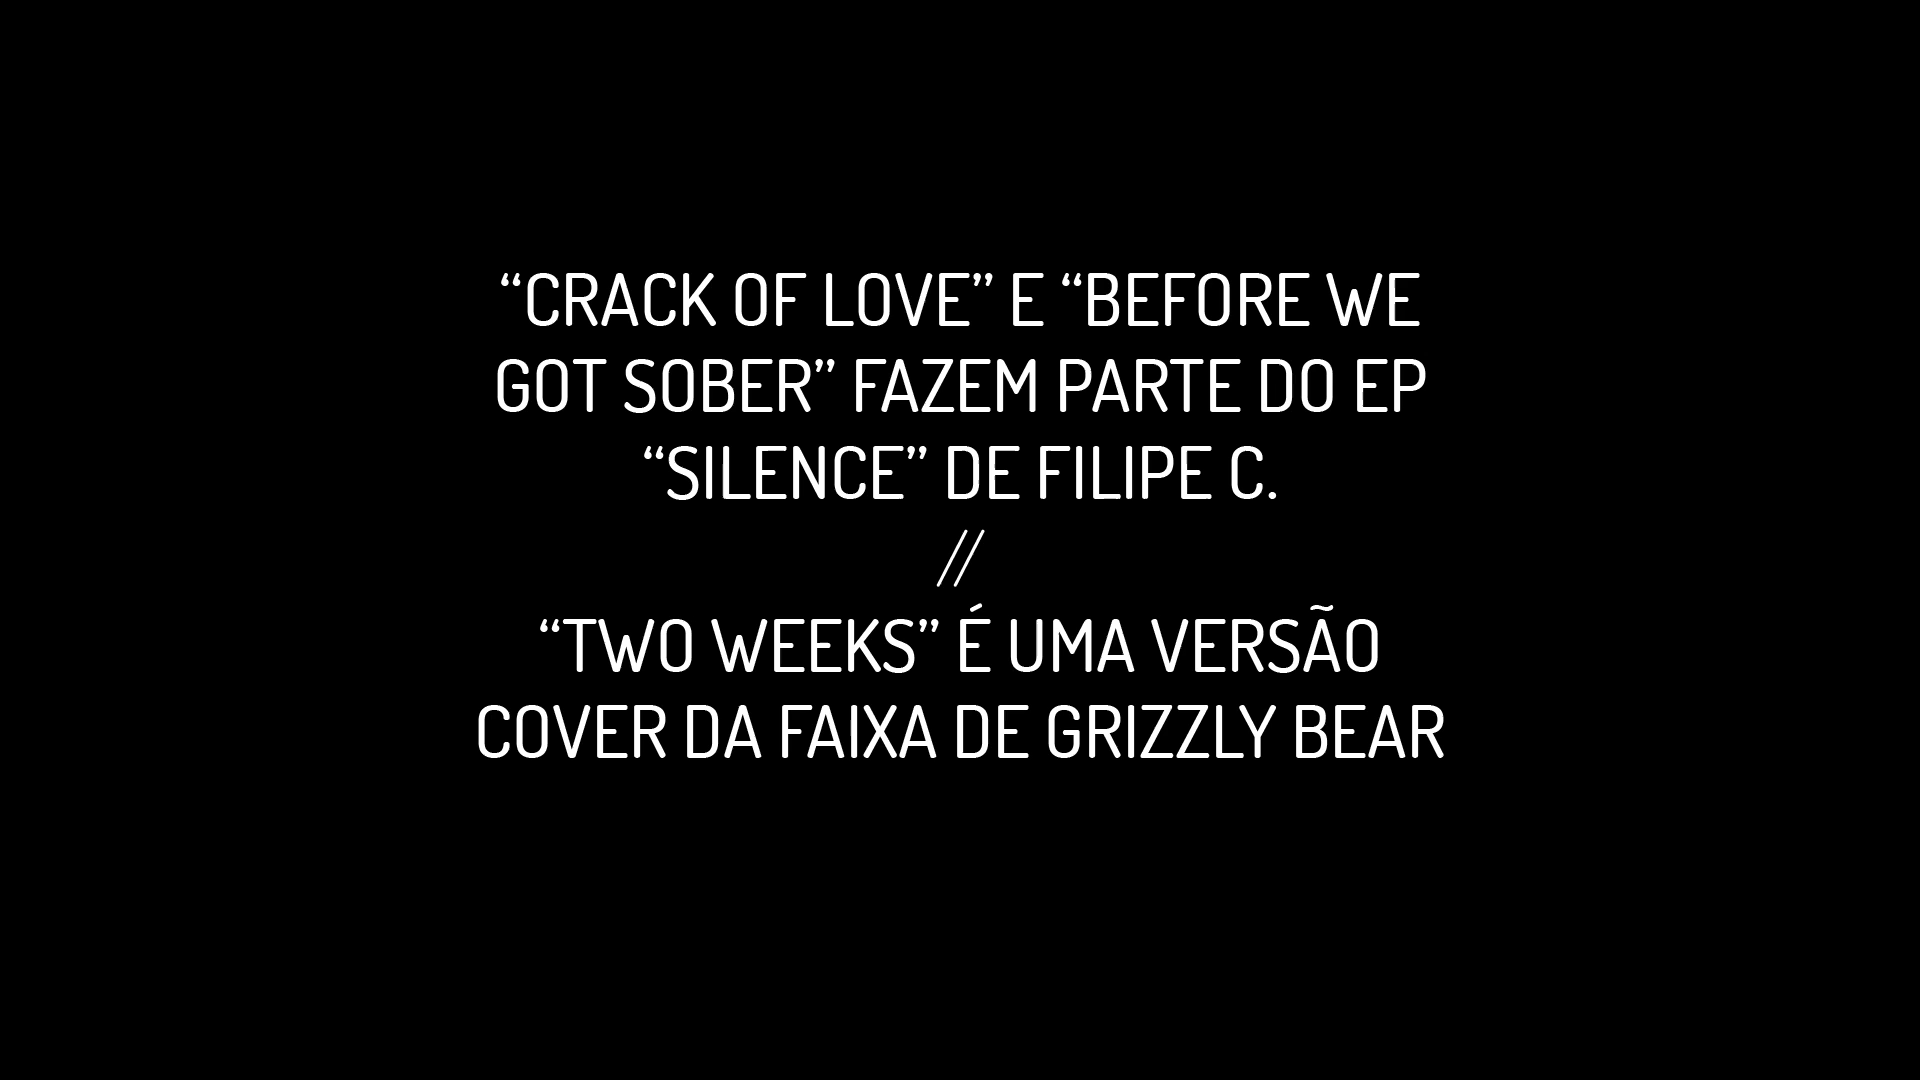 “CRACK OF LOVE” E “BEFORE WE
GOT SOBER” FAZEM PARTE DO EP
“SILENCE” DE FILIPE C.
//
“TWO WEEKS” É UMA VERSÃO
COVER DA FAIXA DE GRIZZLY BEAR